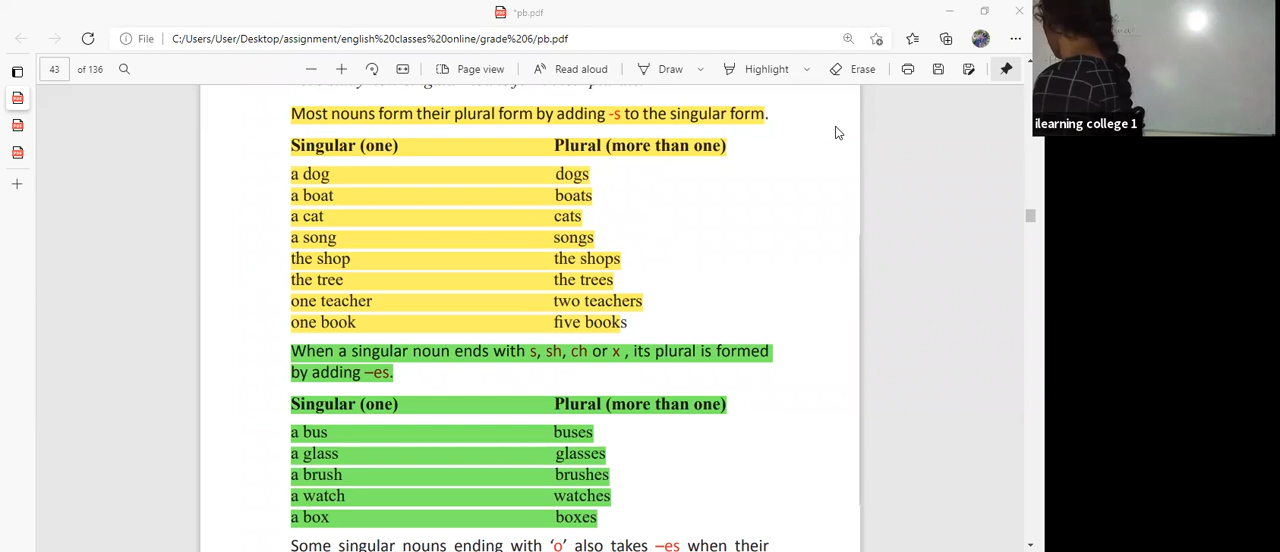 *pb.pdf
File C:/Users/User/Desktop/assignment/english%20classes%20online/grade%206/pb.pdf
43 of 136 Page view Read aloud Draw Highlight Erase
ilearning college 1
Most nouns form their plural form by adding -s to the singular form.
Singular (one) Plural (more than one)
a dog dogs
a boat boats
a cat cats
a song songs
the shop the shops
the tree the trees
one teacher two teachers
one book five books
When a singular noun ends with s, sh, ch or x , its plural is formed
by adding –es.
Singular (one) Plural (more than one)
a bus buses
a glass glasses
a brush brushes
a watch watches
a box boxes
Some singular nouns ending with ‘o’ also takes –es when their